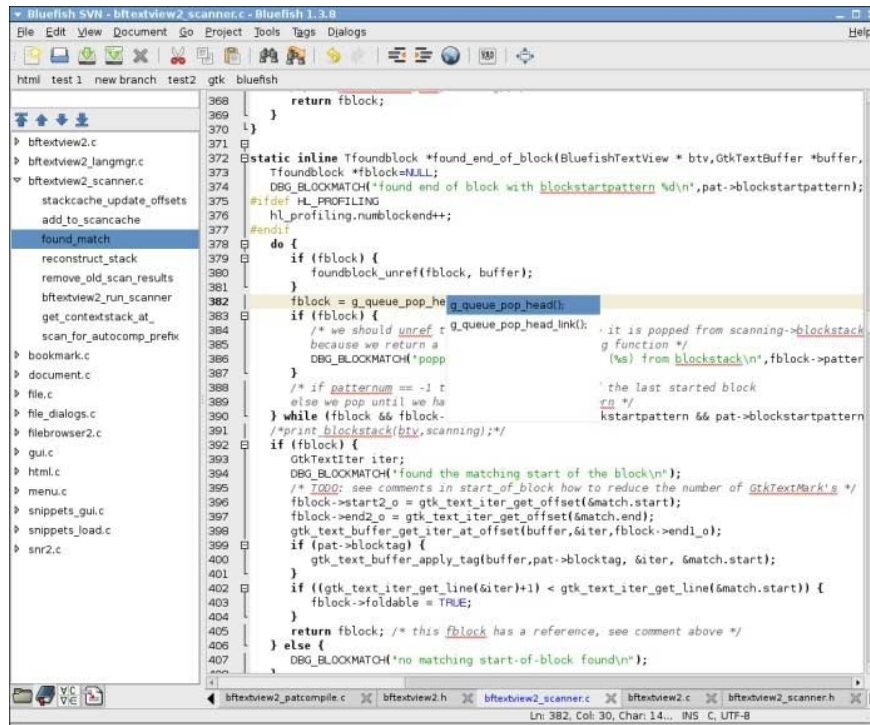 Bluefish SVN - bftextview2_scanner.c - Bluefish 1.3.8
File Edit View Document Go Project Tools Tags Dialogs Help
html test 1 new branch test2 gtk bluefish
bftextview2.c
bftextview2_langmgr.c
bftextview2_scanner.c
stackcache_update_offsets
add_to_scancache
found_match
reconstruct_stack
remove_old_scan_results
bftextview2_run_scanner
get_contextstack_at_
scan_for_autocomp_prefix
bookmark.c
document.c
file.c
file_dialogs.c
filebrowser2.c
gui.c
html.c
menu.c
snippets_gui.c
snippets_load.c
snr2.c
368 return fblock;
369 }
370 }
371
372 static inline Tfoundblock *found_end_of_block(BluefishTextView * btv,GtkTextBuffer *buffer,
373 Tfoundblock *fblock=NULL;
374 DBG_BLOCKMATCH("found end of block with blockstartpattern %d\n",pat->blockstartpattern);
375 #ifdef HL_PROFILING
376 hl_profiling.numblockend++;
377 #endif
378 do {
379 if (fblock) {
380 foundblock_unref(fblock, buffer);
381 }
382 fblock = g_queue_pop_he
g_queue_pop_head();
g_queue_pop_head_link();
383 if (fblock) {
384 /* we should unref t it is popped from scanning->blockstack
385 because we return a g function */
386 DBG_BLOCKMATCH("popp (%s) from blockstack\n",fblock->patter
387 }
388 /* if patternum == -1 t the last started block
389 else we pop until we ha rn */
390 } while (fblock && fblock- kstartpattern && pat->blockstartpattern
391 /*print_blockstack(btv,scanning);*/
392 if (fblock) {
393 GtkTextIter iter;
394 DBG_BLOCKMATCH("found the matching start of the block\n");
395 /* TODO: see comments in start_of_block how to reduce the number of GtkTextMark's */
396 fblock->start2_o = gtk_text_iter_get_offset(&match.start);
397 fblock->end2_o = gtk_text_iter_get_offset(&match.end);
398 gtk_text_buffer_get_iter_at_offset(buffer,&iter,fblock->end1_o);
399 if (pat->blocktag) {
400 gtk_text_buffer_apply_tag(buffer,pat->blocktag, &iter, &match.start);
401 }
402 if ((gtk_text_iter_get_line(&iter)+1) < gtk_text_iter_get_line(&match.start)) {
403 fblock->foldable = TRUE;
404 }
405 return fblock; /* this fblock has a reference, see comment above */
406 } else {
407 DBG_BLOCKMATCH("no matching start-of-block found\n");
bftextview2_patcompile.c bftextview2.h bftextview2_scanner.c bftextview2.c bftextview2_scanner.h
Ln: 382, Col: 30, Char: 14... INS C, UTF-8